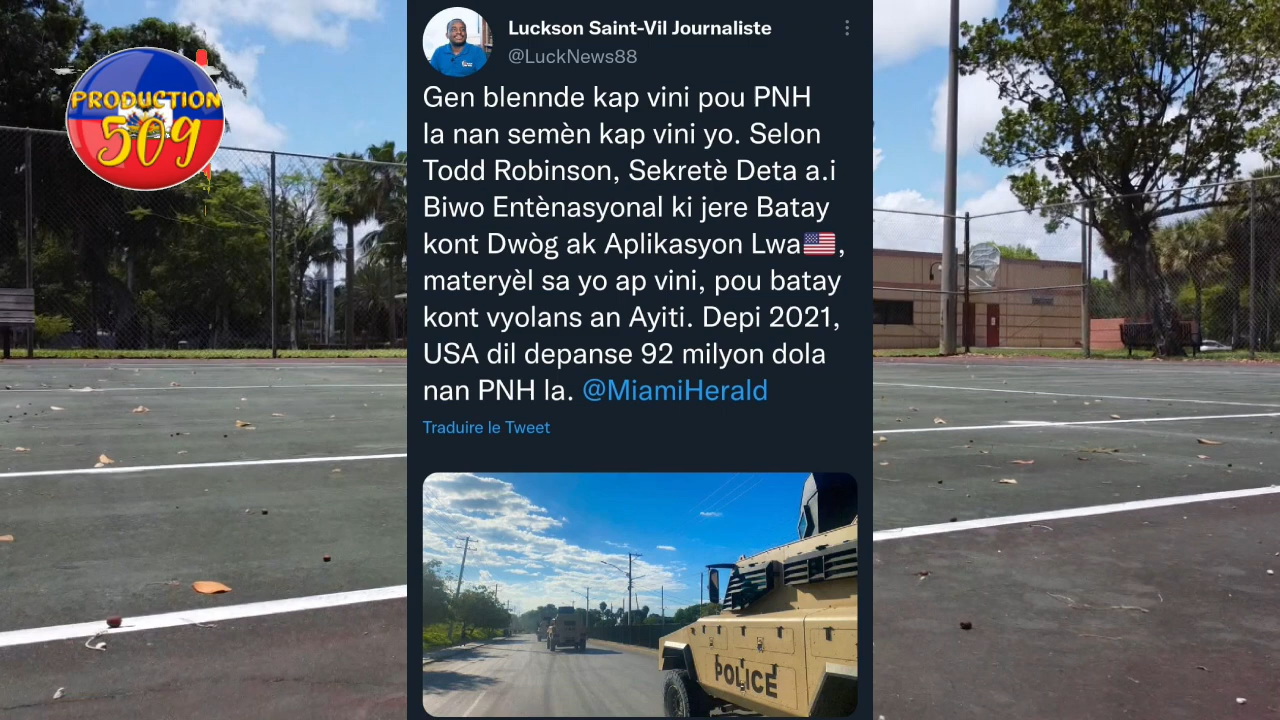 PRODUCTION
509
Luckson Saint-Vil Journaliste
@LuckNews88
Gen blennde kap vini pou PNH
la nan semèn kap vini yo. Selon
Todd Robinson, Sekretè Deta a.i
Biwo Entènasyonal ki jere Batay
kont Dwòg ak Aplikasyon Lwa🇺🇸,
materyèl sa yo ap vini, pou batay
kont vyolans an Ayiti. Depi 2021,
USA dil depanse 92 milyon dola
nan PNH la. @MiamiHerald
Traduire le Tweet
POLICE